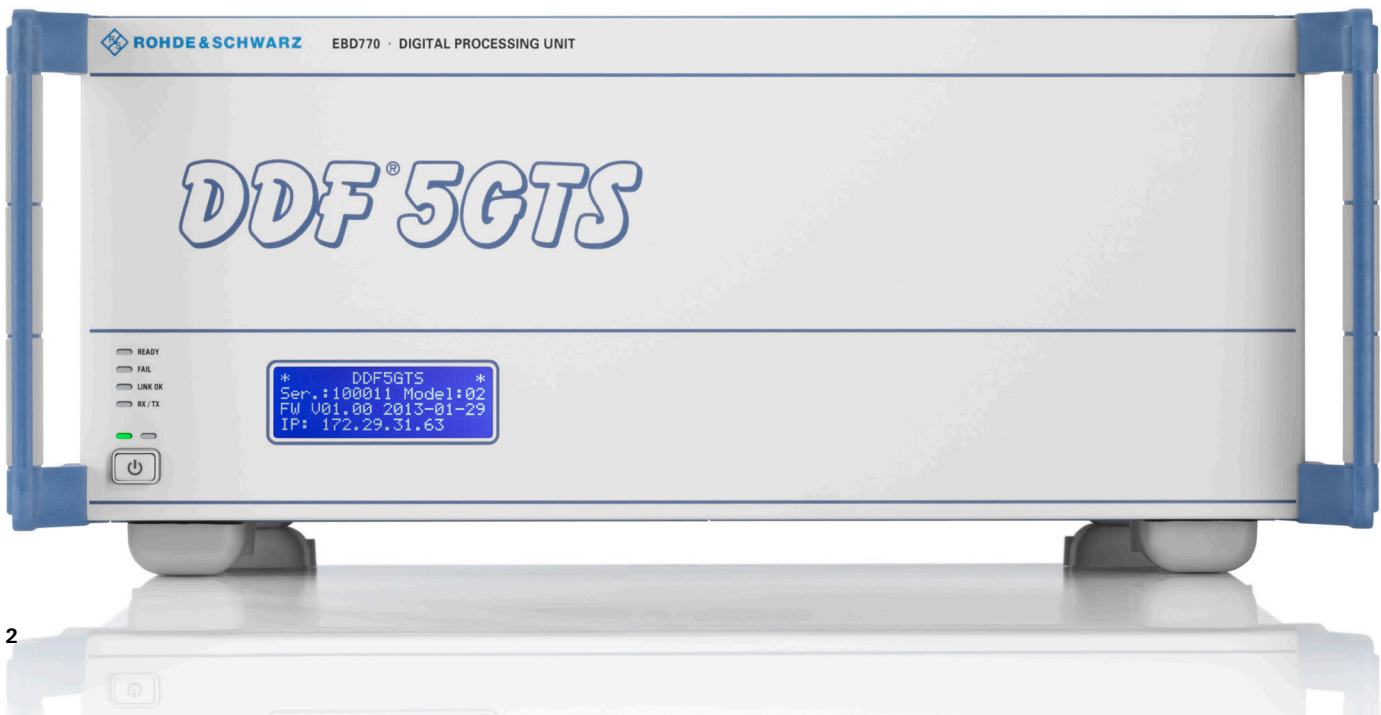 R&S ROHDE&SCHWARZ EBD770 · DIGITAL PROCESSING UNIT
DDF® 5GTS
READY
FAIL
LINK OK
RX / TX
* DDF5GTS *
Ser.:100011 Model:02
FW V01.00 2013-01-29
IP: 172.29.31.63
2